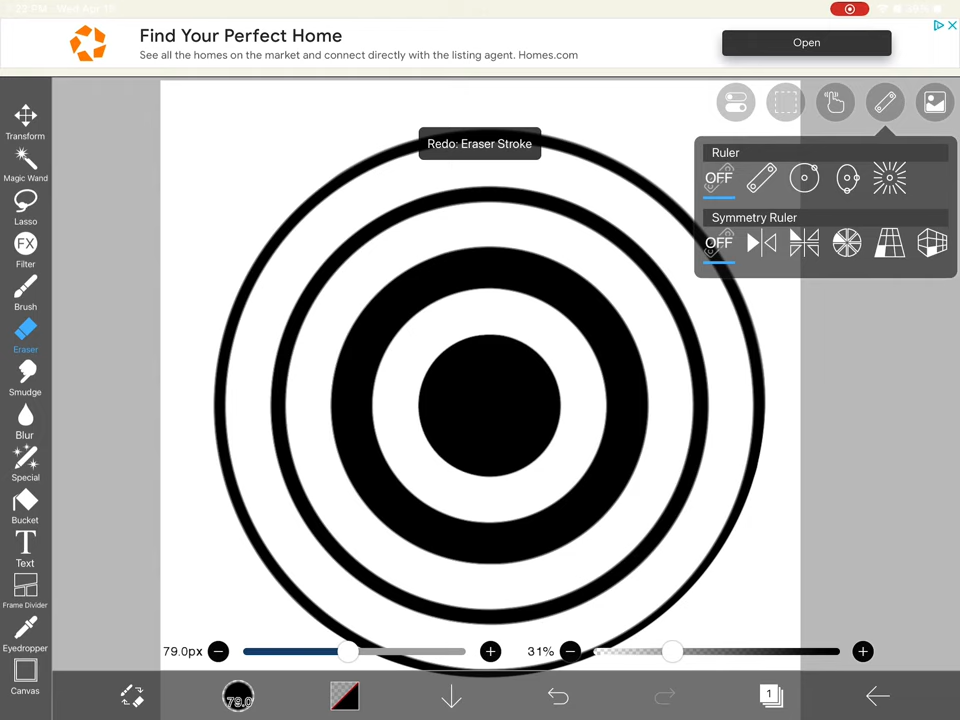 Find Your Perfect Home
See all the homes on the market and connect directly with the listing agent. Homes.com
Open
Redo: Eraser Stroke
Ruler
OFF
Symmetry Ruler
OFF
Transform
Magic Wand
Lasso
FX
Filter
Brush
Eraser
Smudge
Blur
Special
Bucket
T
Text
Frame Divider
Eyedropper
Canvas
79.0px
31%
79.0
1